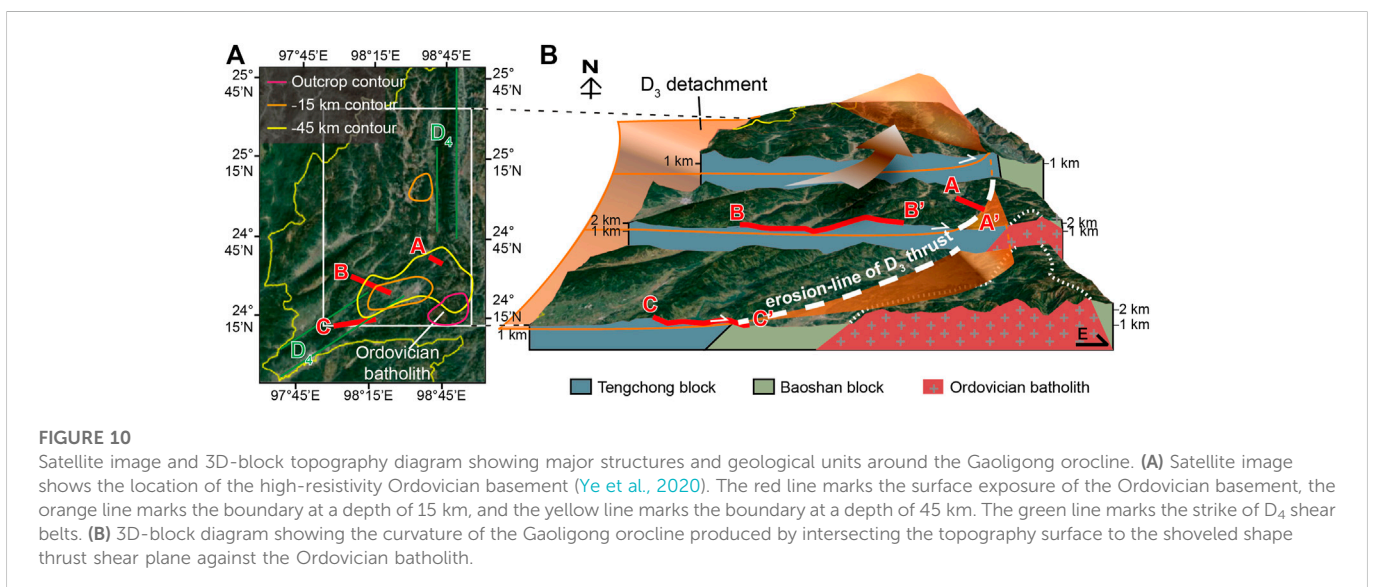 A
97°45'E 98°15'E 98°45'E
25°
45'N
25°
45'N
Outcrop contour
-15 km contour
-45 km contour
D4
25°
15'N
25°
15'N
24°
45'N
24°
45'N
A
B
24°
15'N
24°
15'N
C
D4
Ordovician
batholith
97°45'E 98°15'E 98°45'E
B
N
D3 detachment
1 km
1 km
A
A'
B
B'
2 km
1 km
2 km
1 km
erosion-line of D3 thrust
C
C'
1 km
2 km
1 km
E
Tengchong block
Baoshan block
Ordovician batholith
FIGURE 10
Satellite image and 3D-block topography diagram showing major structures and geological units around the Gaoligong orocline. (A) Satellite image
shows the location of the high-resistivity Ordovician basement (Ye et al., 2020). The red line marks the surface exposure of the Ordovician basement, the
orange line marks the boundary at a depth of 15 km, and the yellow line marks the boundary at a depth of 45 km. The green line marks the strike of D4 shear
belts. (B) 3D-block diagram showing the curvature of the Gaoligong orocline produced by intersecting the topography surface to the shoveled shape
thrust shear plane against the Ordovician batholith.